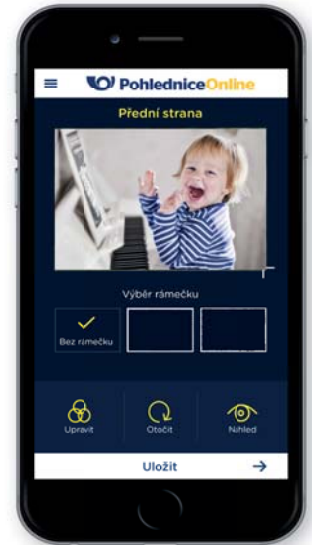 PohledniceOnline
Přední strana
Výběr rámečku
Bez rámečku
Upravit
Otočit
Náhled
Uložit